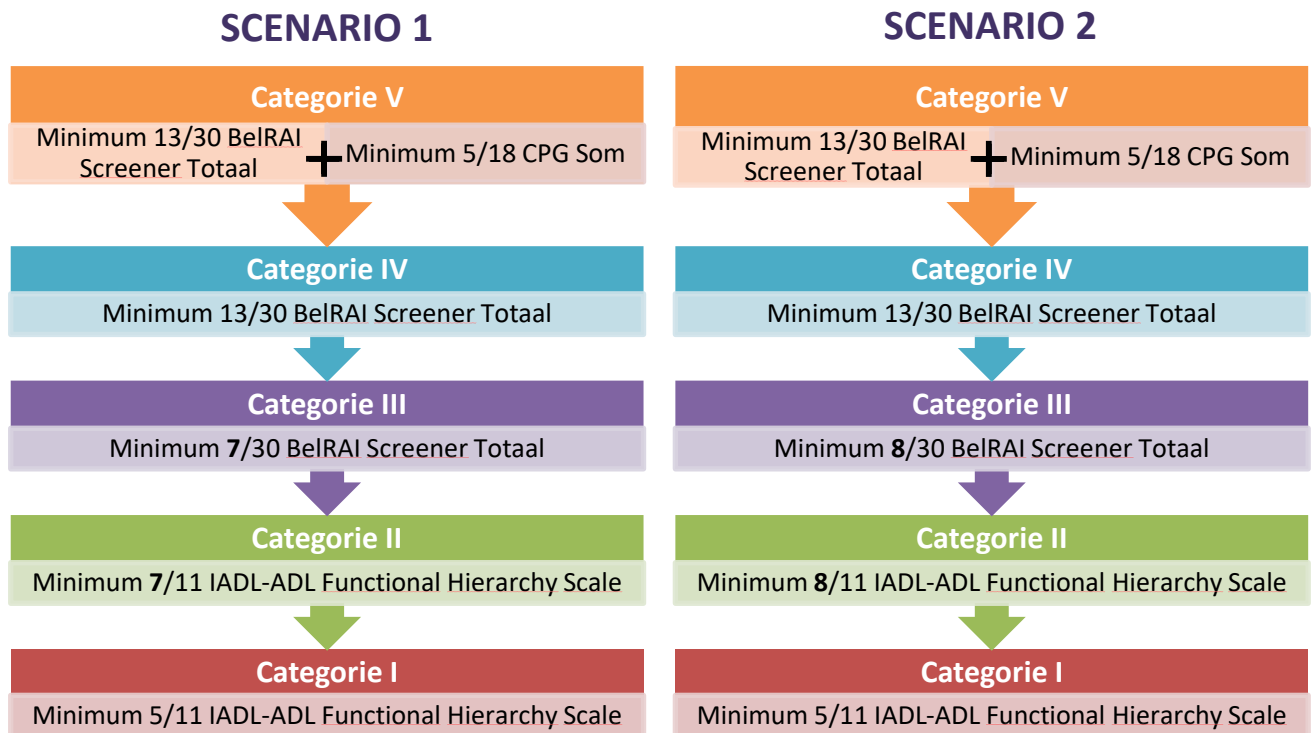 SCENARIO 1
Categorie V
Minimum 13/30 BelRAI
Screener Totaal
+
Minimum 5/18 CPG Som
Categorie IV
Minimum 13/30 BelRAI Screener Totaal
Categorie III
Minimum 7/30 BelRAI Screener Totaal
Categorie II
Minimum 7/11 IADL-ADL Functional Hierarchy Scale
Categorie I
Minimum 5/11 IADL-ADL Functional Hierarchy Scale
SCENARIO 2
Categorie V
Minimum 13/30 BelRAI
Screener Totaal
+
Minimum 5/18 CPG Som
Categorie IV
Minimum 13/30 BelRAI Screener Totaal
Categorie III
Minimum 8/30 BelRAI Screener Totaal
Categorie II
Minimum 8/11 IADL-ADL Functional Hierarchy Scale
Categorie I
Minimum 5/11 IADL-ADL Functional Hierarchy Scale